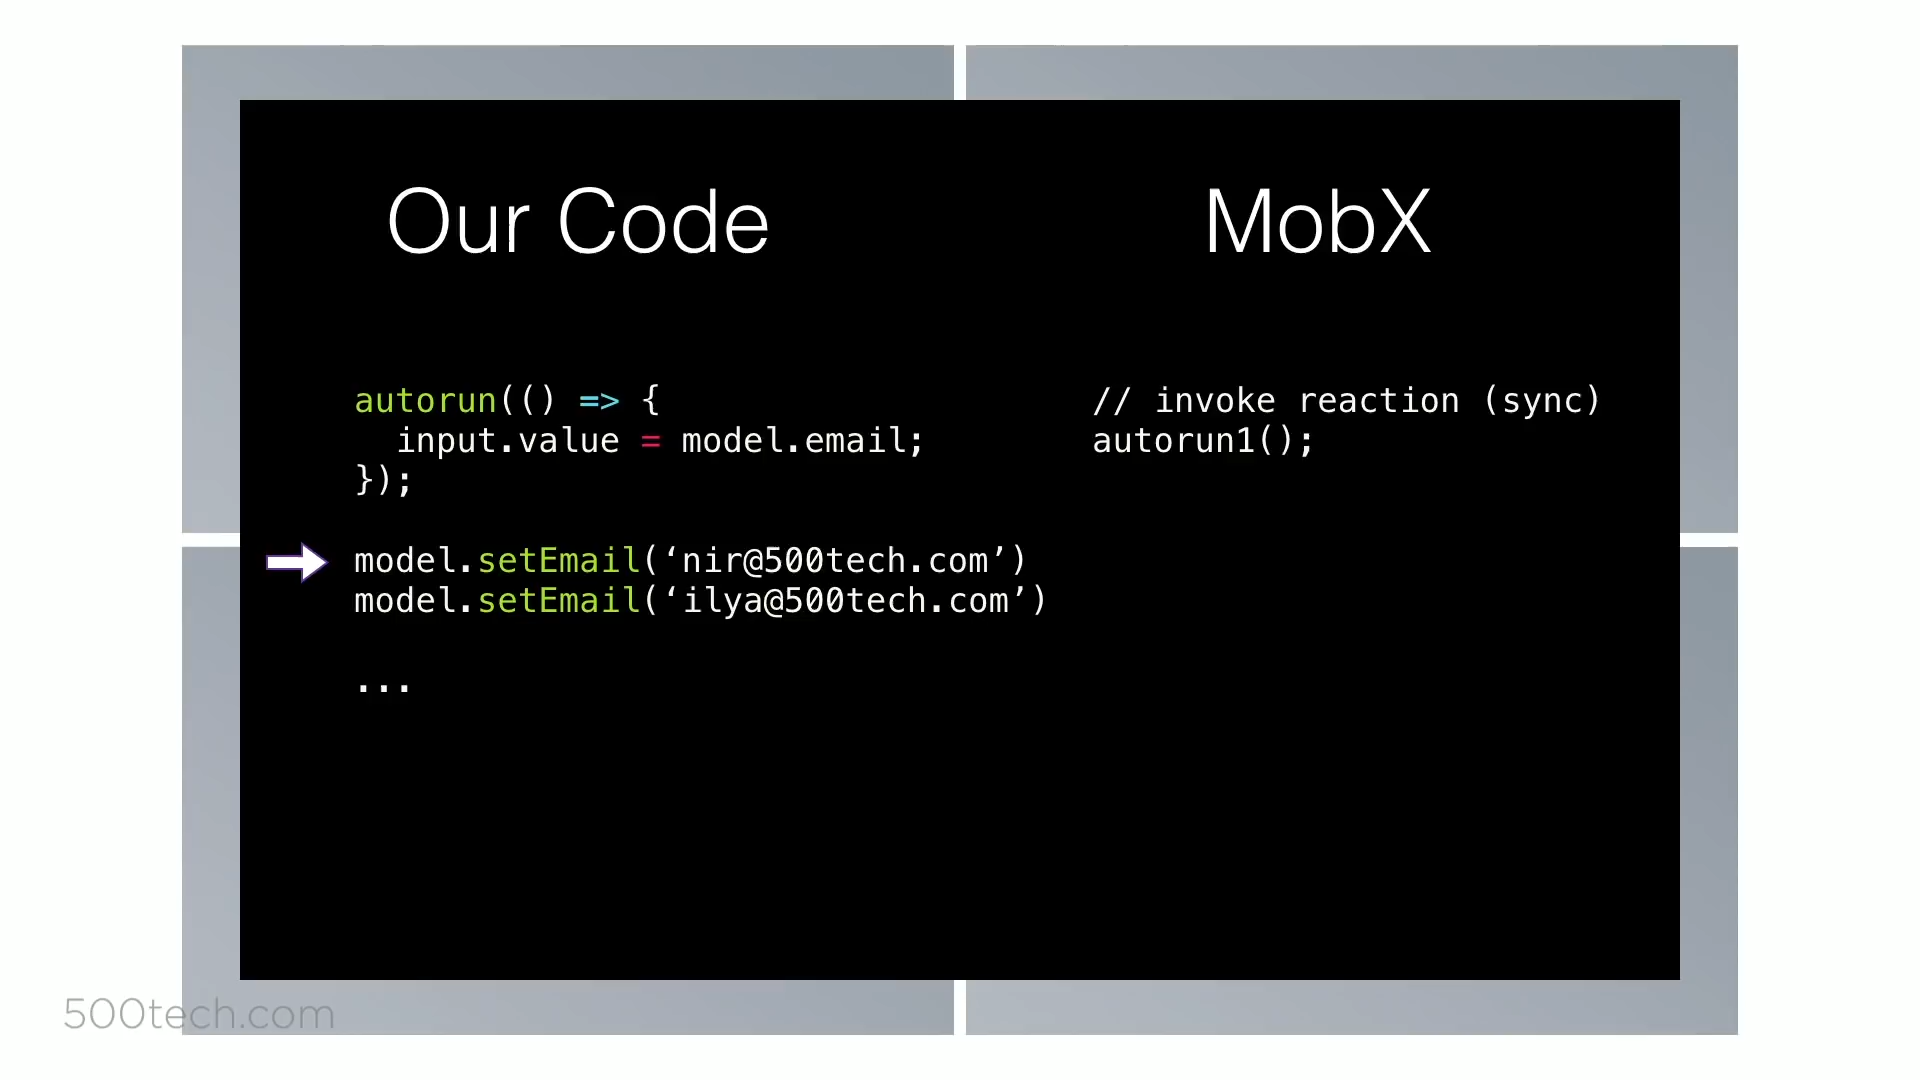 Our Code
MobX
autorun(() => {
  input.value = model.email;
});
model.setEmail(‘nir@500tech.com’)
model.setEmail(‘ilya@500tech.com’)
...
// invoke reaction (sync)
autorun1();
500tech.com